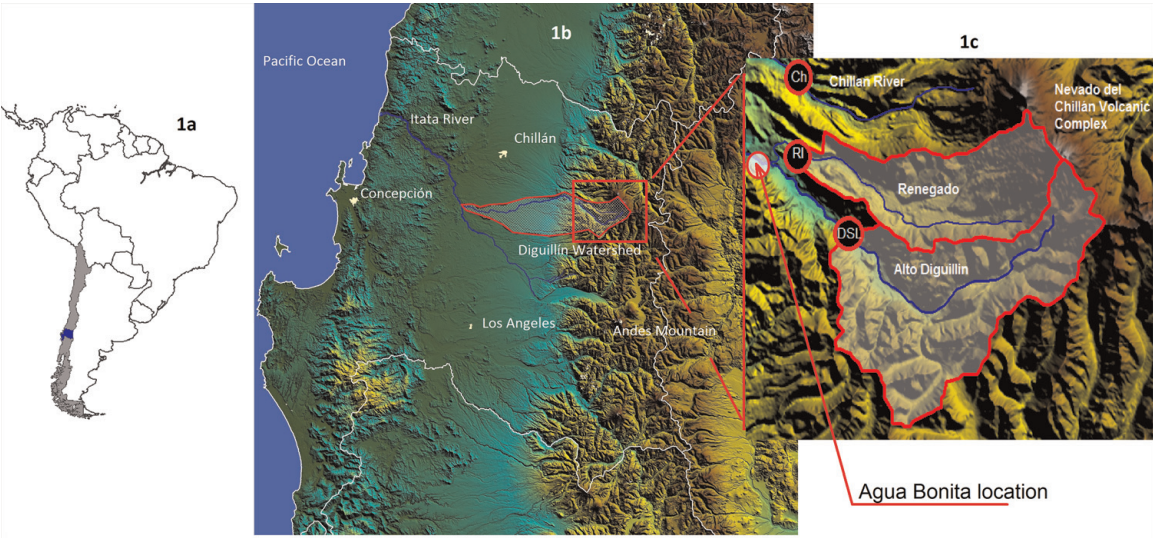 1a
1b
Pacific Ocean
Itata River
Chillán
Concepción
Diguillín Watershed
Los Angeles
Andes Mountain
1c
Ch
Chillan River
Nevado del
Chillán Volcanic
Complex
RI
Renegado
DSL
Alto Diguillin
Agua Bonita location